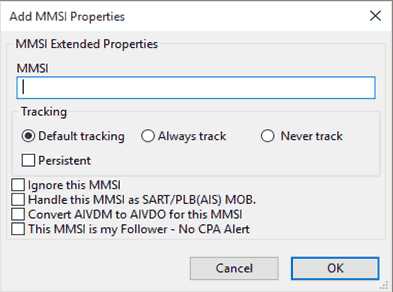 Add MMSI Properties
MMSI Extended Properties
MMSI
Tracking
Default tracking
Always track
Never track
Persistent
Ignore this MMSI
Handle this MMSI as SART/PLB(AIS) MOB.
Convert AIVDM to AIVDO for this MMSI
This MMSI is my Follower - No CPA Alert
Cancel
OK